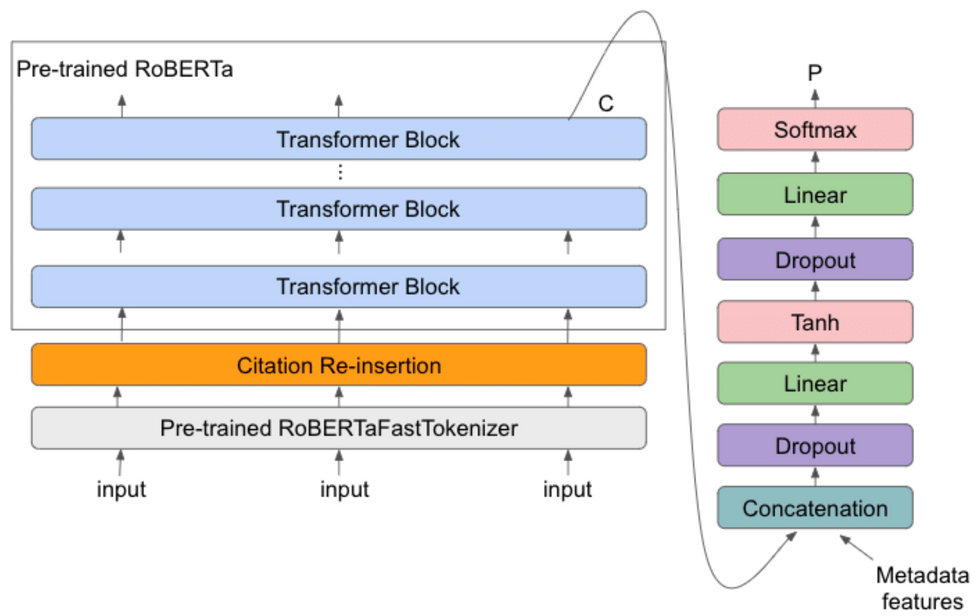 Pre-trained RoBERTa
C
Transformer Block
Transformer Block
Transformer Block
Citation Re-insertion
Pre-trained RoBERTaFastTokenizer
input input input
P
Softmax
Linear
Dropout
Tanh
Linear
Dropout
Concatenation
Metadata
features